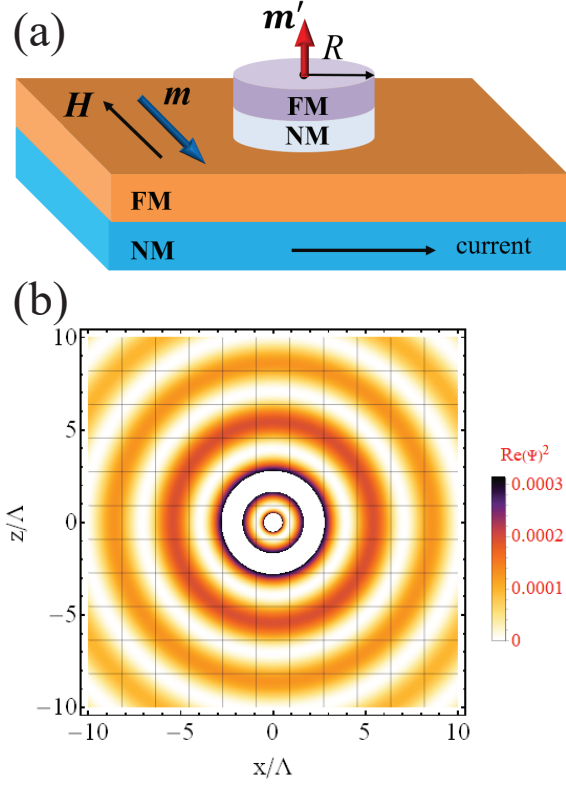 (a)
m′
R
FM
NM
H
m
FM
NM
current
(b)
10
5
0
−5
−10
z/Λ
−10
−5
0
5
10
x/Λ
Re(Ψ)²
0.0003
0.0002
0.0001
0